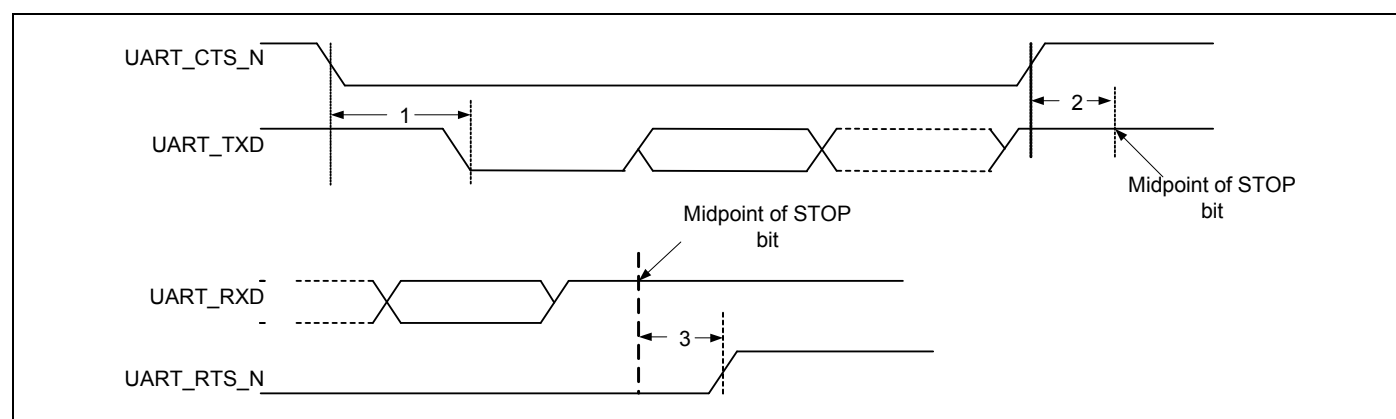 UART_CTS_N
1
2
UART_TXD
Midpoint of STOP
bit
Midpoint of STOP
bit
UART_RXD
3
UART_RTS_N